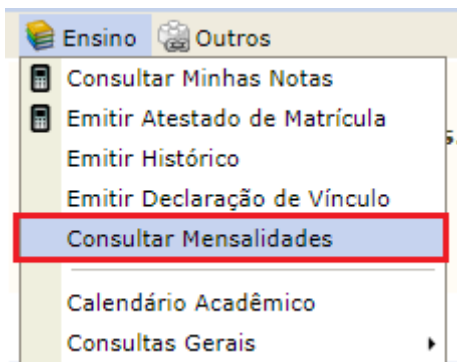 Ensino Outros
Consultar Minhas Notas
Emitir Atestado de Matrícula
Emitir Histórico
Emitir Declaração de Vínculo
Consultar Mensalidades
Calendário Acadêmico
Consultas Gerais